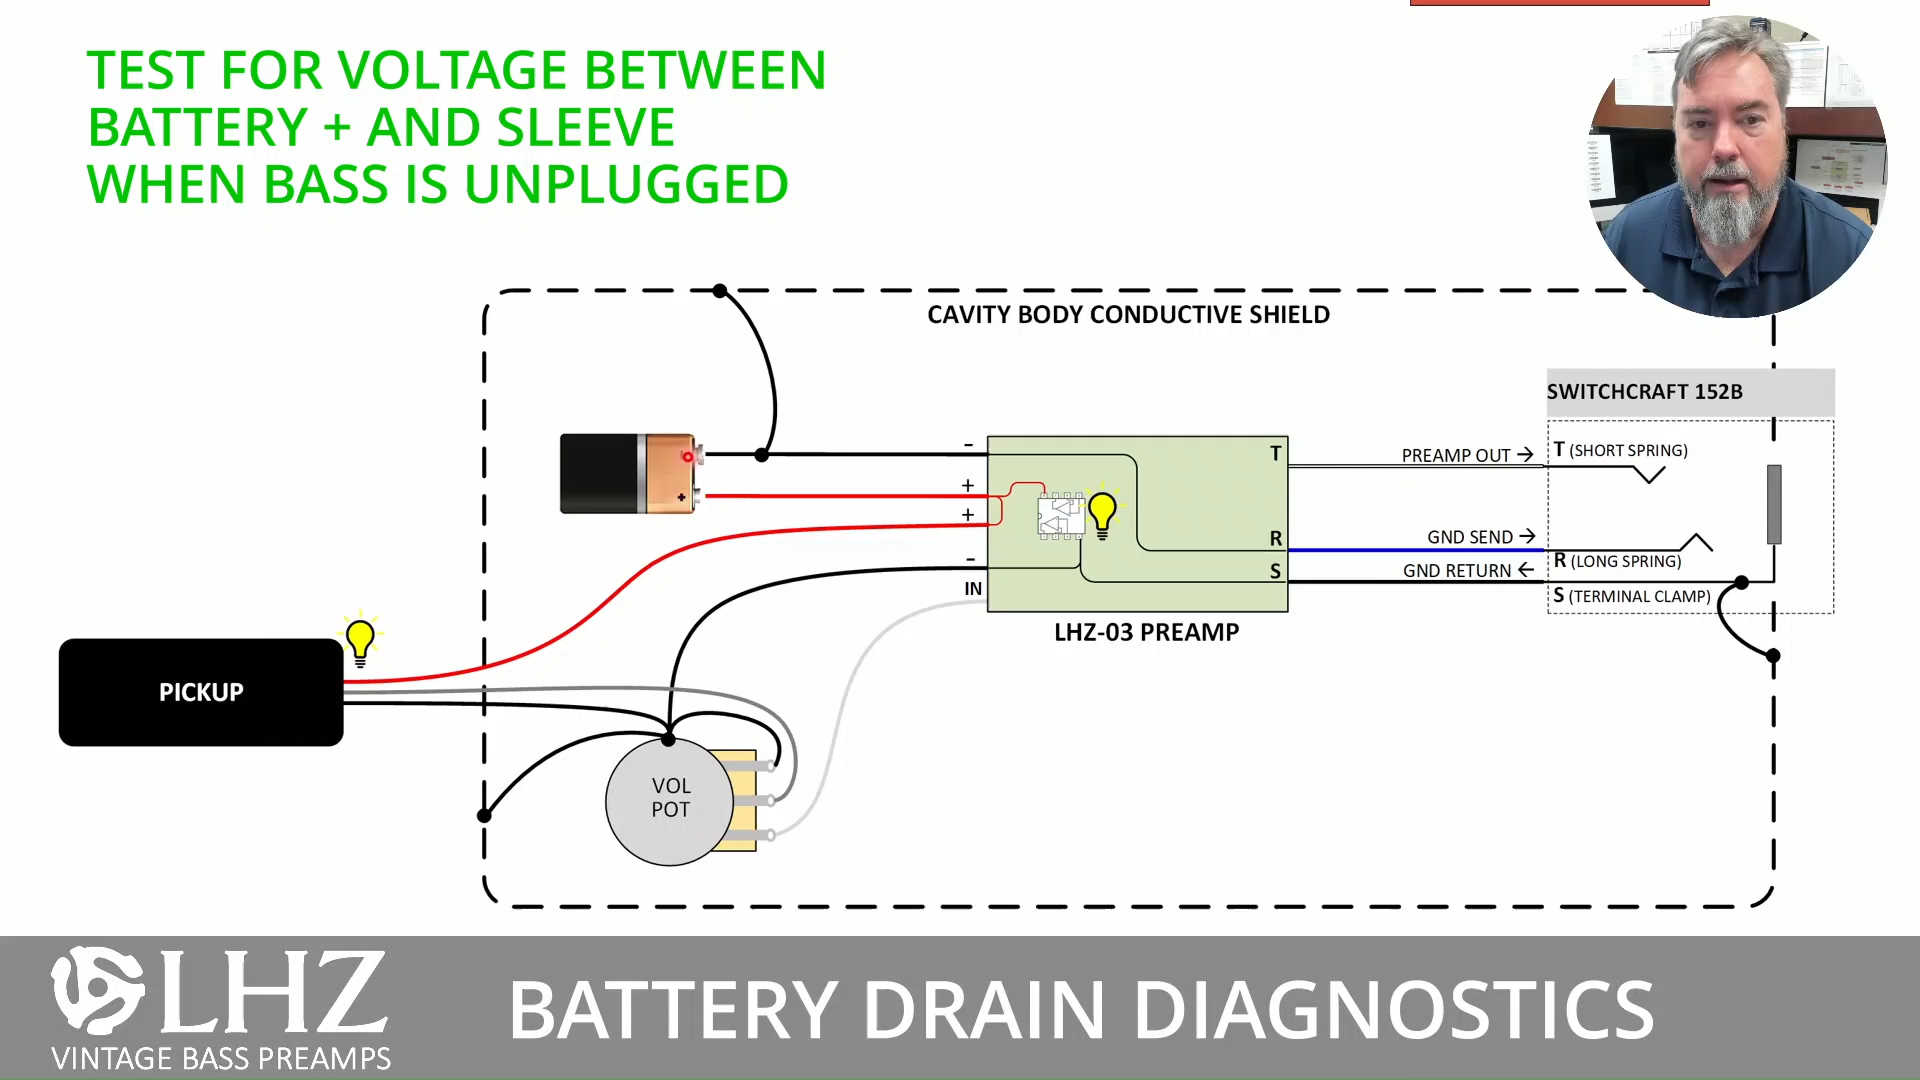 TEST FOR VOLTAGE BETWEEN
BATTERY + AND SLEEVE
WHEN BASS IS UNPLUGGED
CAVITY BODY CONDUCTIVE SHIELD
SWITCHCRAFT 152B
-
T
PREAMP OUT →
T (SHORT SPRING)
+
+
+
R
GND SEND →
R (LONG SPRING)
-
S
GND RETURN ←
S (TERMINAL CLAMP)
IN
LHZ-03 PREAMP
PICKUP
VOL
POT
LHZ
VINTAGE BASS PREAMPS
BATTERY DRAIN DIAGNOSTICS